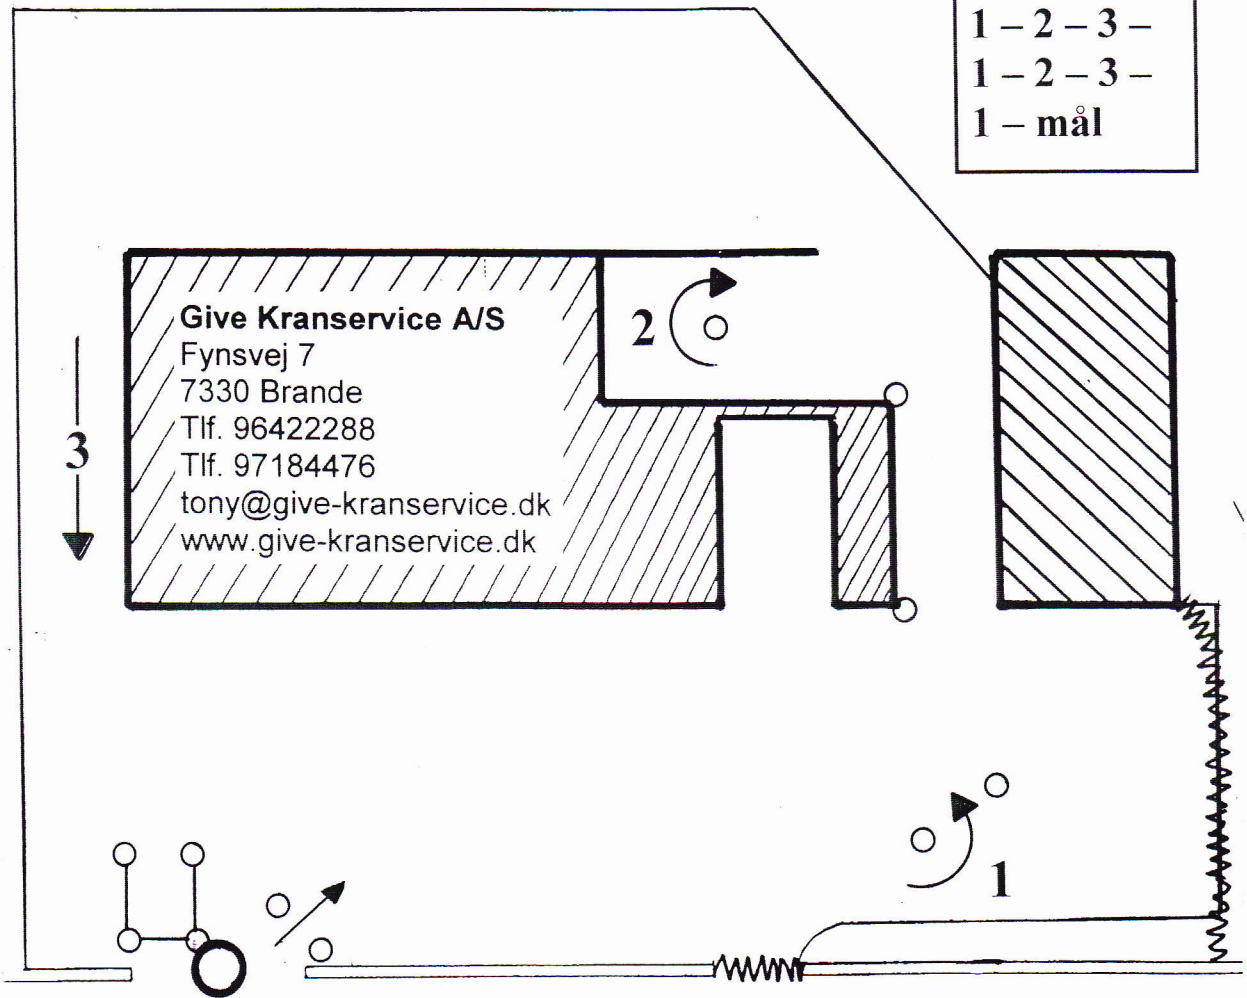 1 – 2 – 3 –
1 – 2 – 3 –
1 – mål
Give Kranservice A/S
Fynsvej 7
7330 Brande
Tlf. 96422288
Tlf. 97184476
tony@give-kranservice.dk
www.give-kranservice.dk
2
3
1